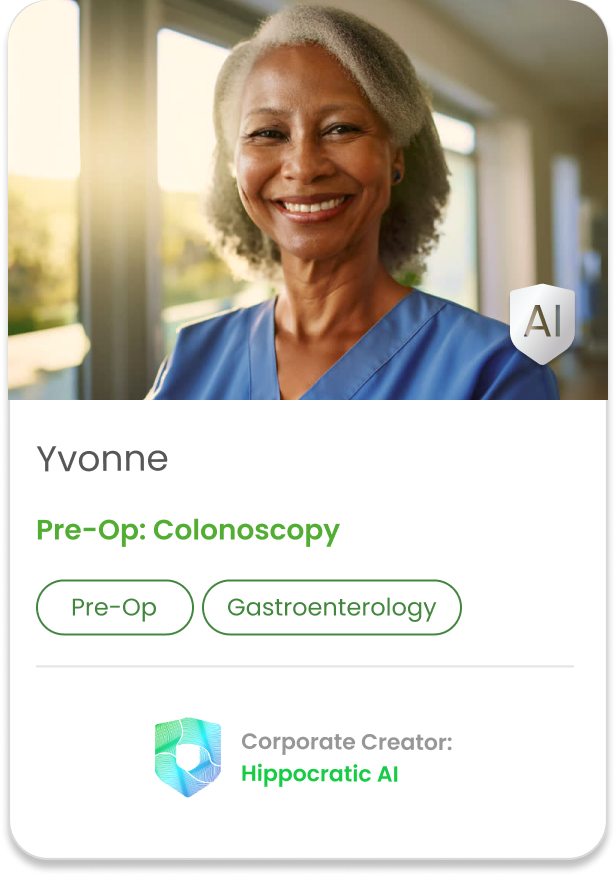 AI
Yvonne
Pre-Op: Colonoscopy
Pre-Op
Gastroenterology
Corporate Creator:
Hippocratic AI